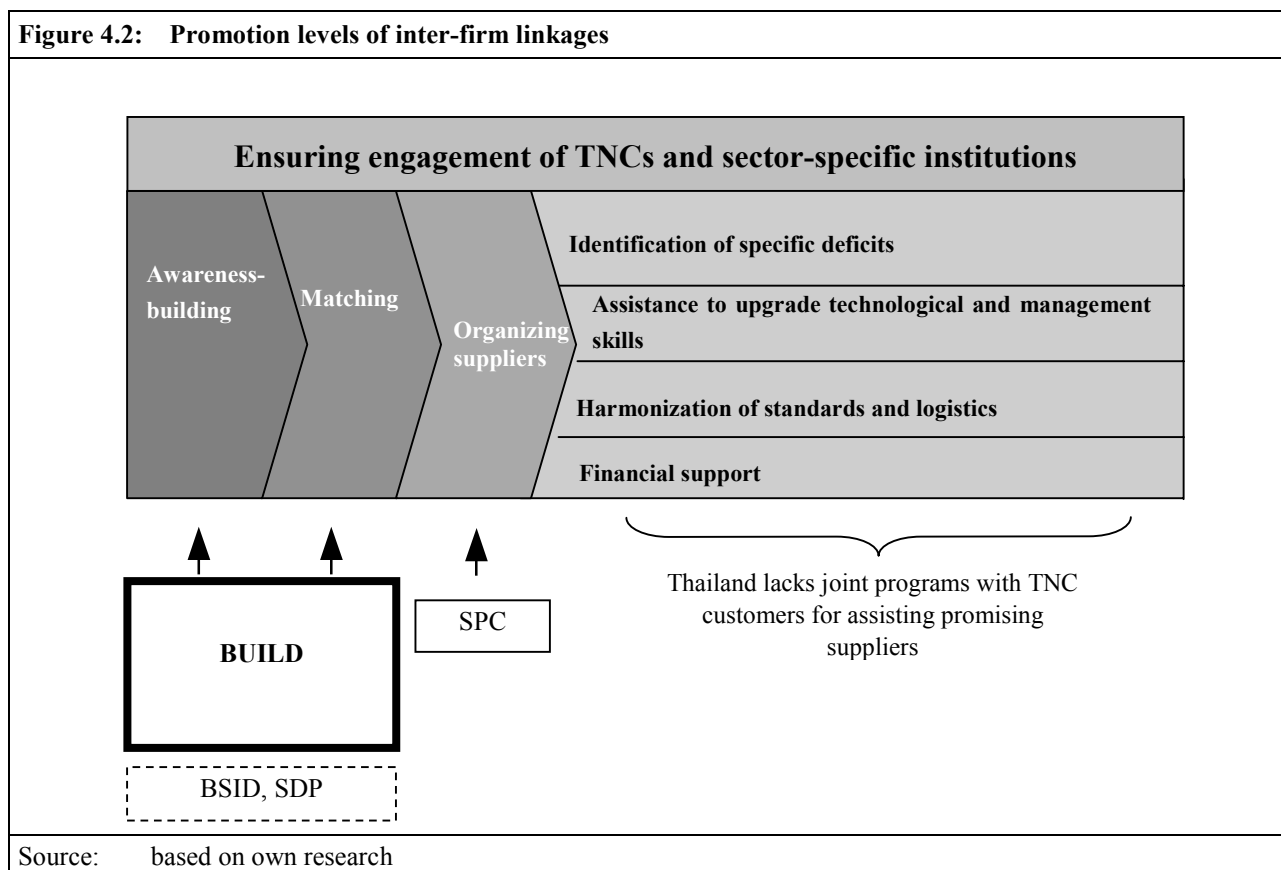 Figure 4.2: Promotion levels of inter-firm linkages
Ensuring engagement of TNCs and sector-specific institutions
Awareness-
building
Matching
Organizing
suppliers
Identification of specific deficits
Assistance to upgrade technological and management
skills
Harmonization of standards and logistics
Financial support
BUILD
SPC
Thailand lacks joint programs with TNC
customers for assisting promising
suppliers
BSID, SDP
Source: based on own research